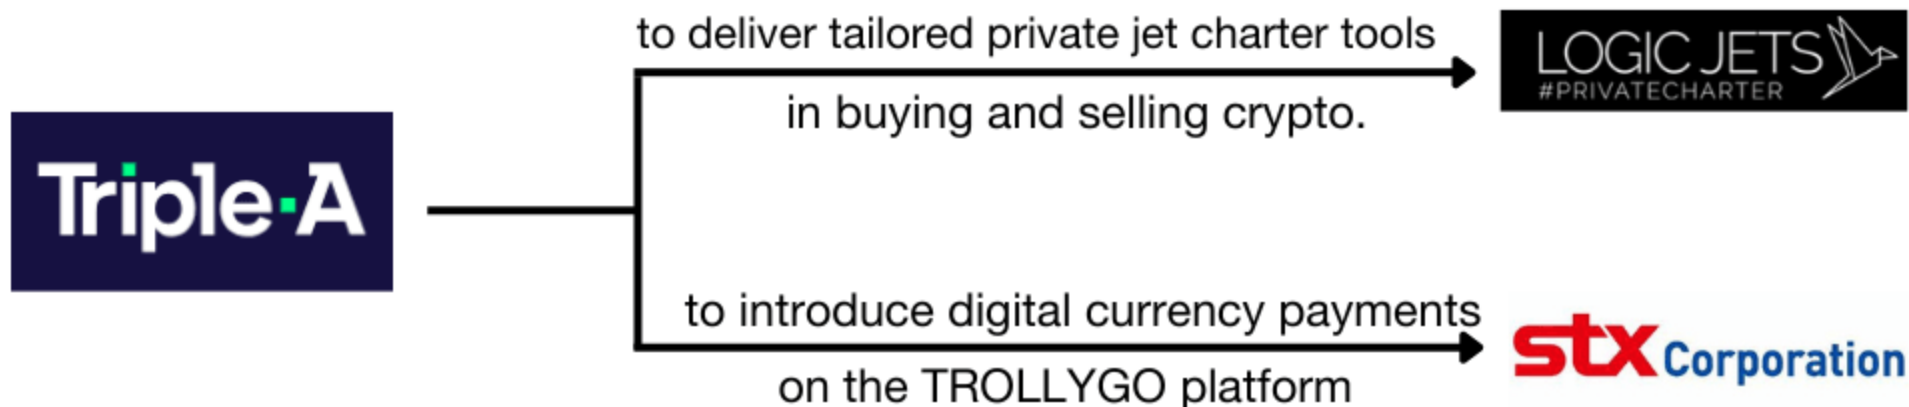 to deliver tailored private jet charter tools
in buying and selling crypto.
LOGIC JETS
#PRIVATECHARTER
Triple-A
to introduce digital currency payments
on the TROLLYGO platform
stx Corporation